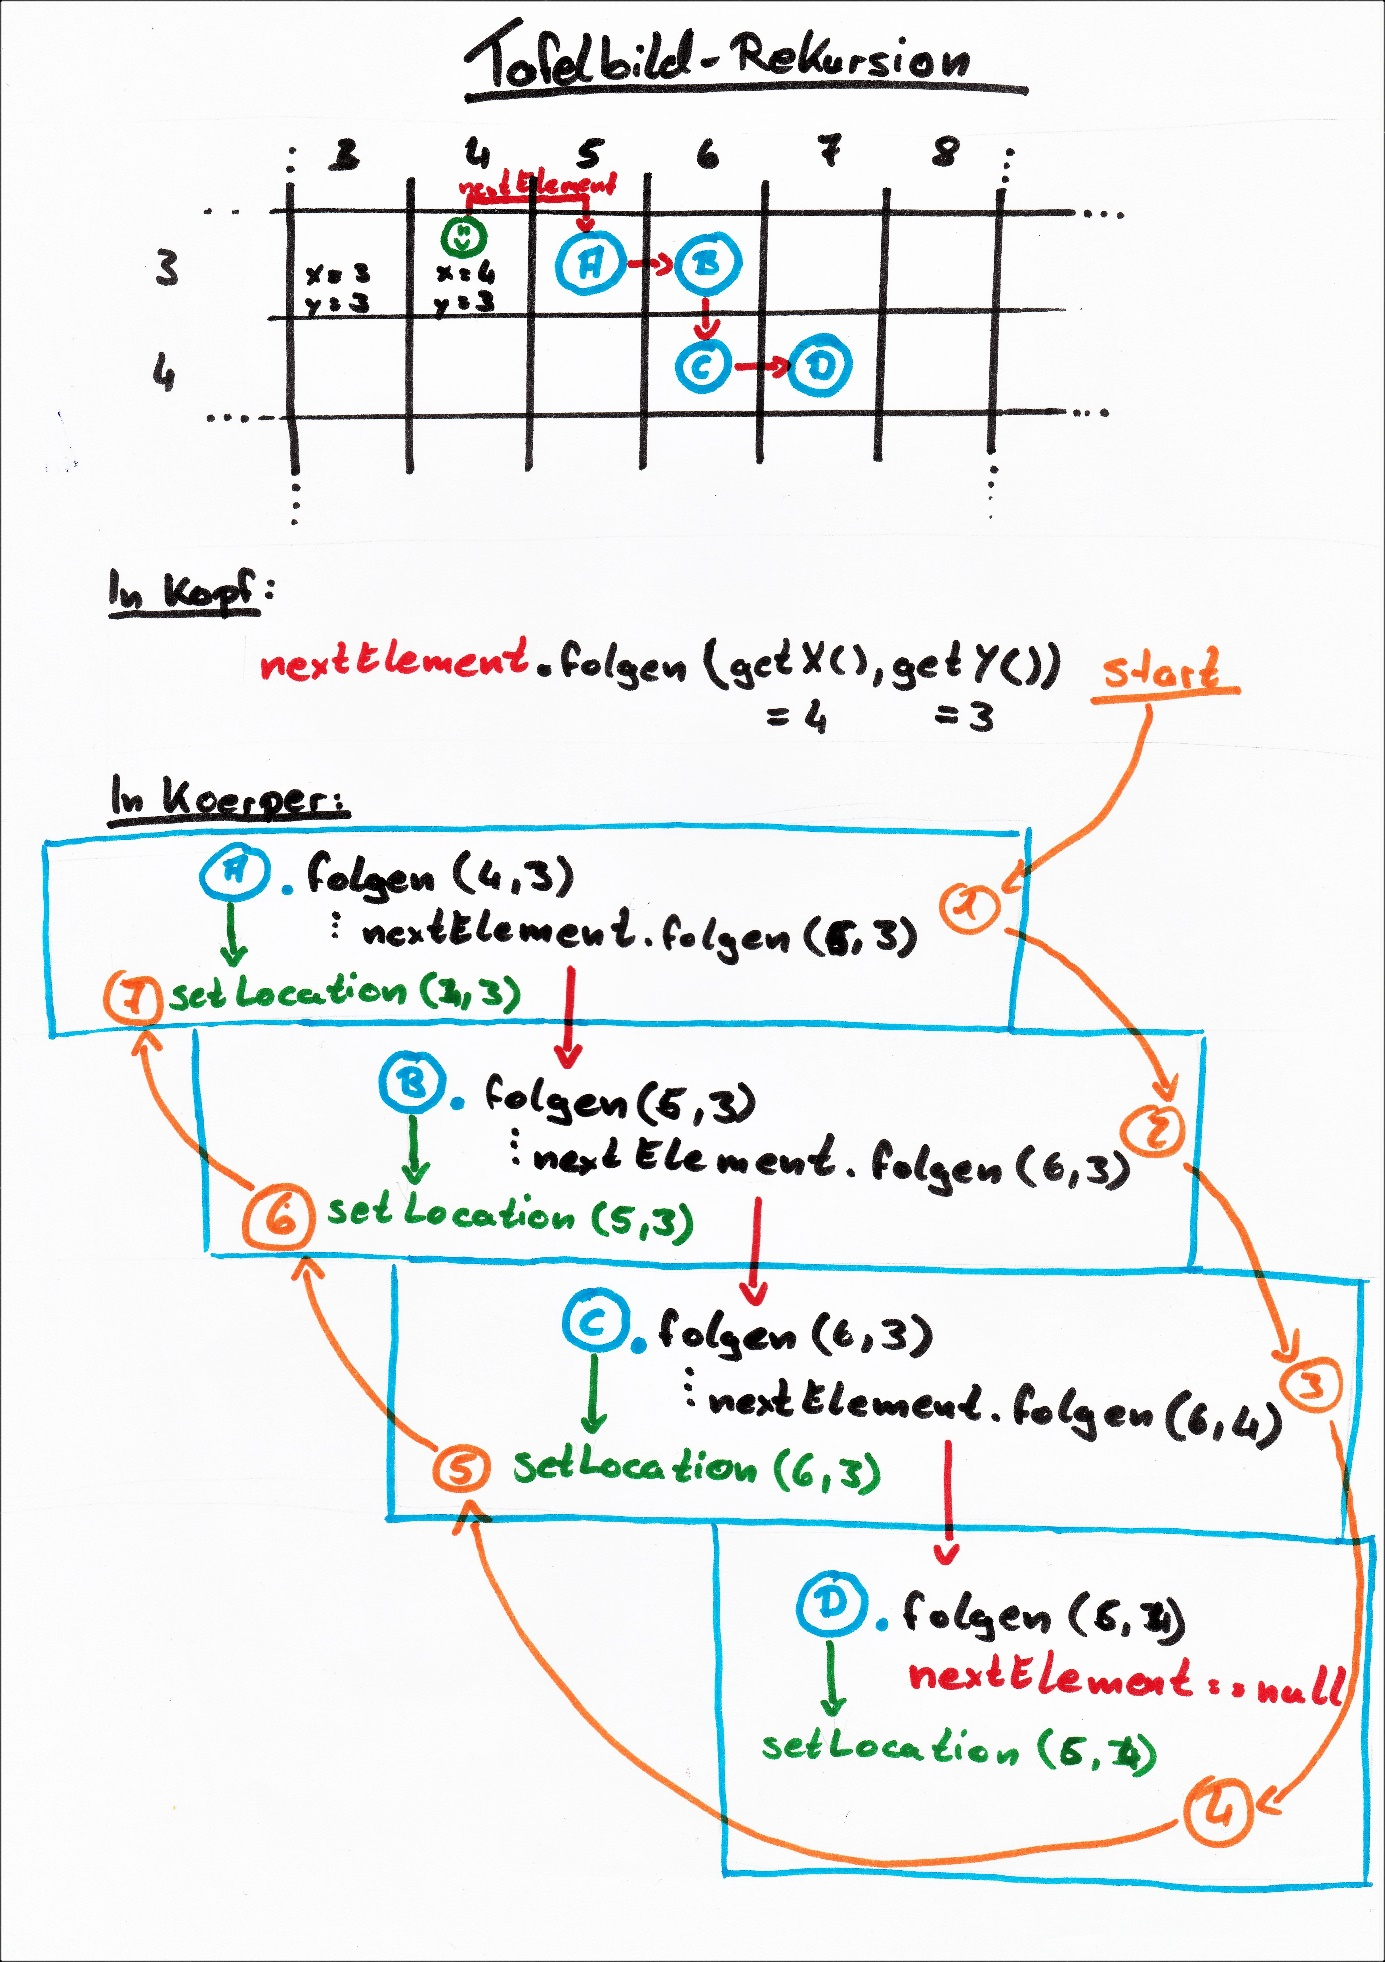 Tafelbild-Rekursion
3 4 5 6 7 8
nextElement
3
x=3
y=3
x=4
y=3
A
B
4
C
D
In Kopf:
nextElement.folgen (getX(), getY())
= 4 = 3
start
In Koerper:
A . folgen (4,3)
1
: nextElement.folgen (5,3)
7 setLocation (4,3)
B . folgen (5,3)
2
: nextElement.folgen (6,3)
6 setLocation (5,3)
C . folgen (6,3)
3
: nextElement.folgen (6,4)
5 setLocation (6,3)
D . folgen (6,4)
nextElement == null
setLocation (6,4)
4